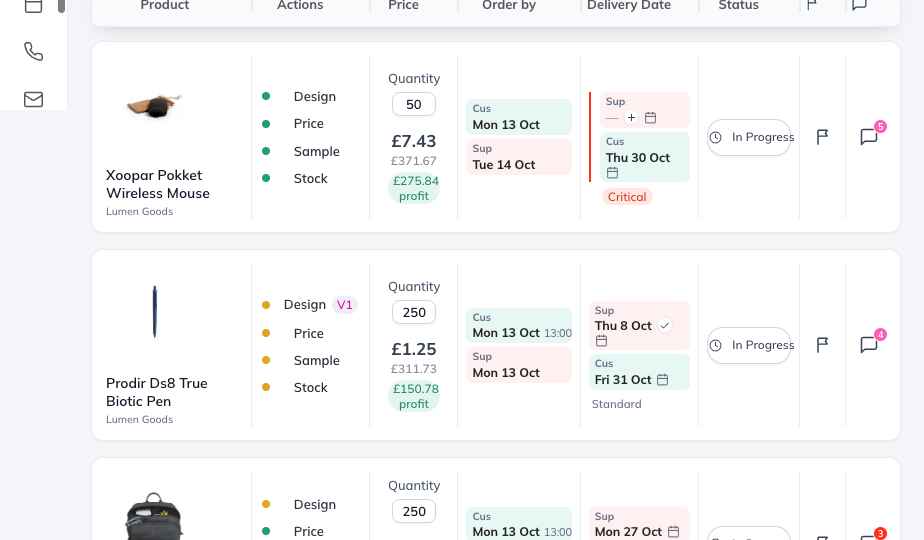 Product
Actions
Price
Order by
Delivery Date
Status
Xoopar Pokket
Wireless Mouse
Lumen Goods
Design
Price
Sample
Stock
Quantity
50
£7.43
£371.67
£275.84
profit
Cus
Mon 13 Oct
Sup
Tue 14 Oct
Sup
— +
Cus
Thu 30 Oct
Critical
In Progress
5
Prodir Ds8 True
Biotic Pen
Lumen Goods
Design V1
Price
Sample
Stock
Quantity
250
£1.25
£311.73
£150.78
profit
Cus
Mon 13 Oct 13:00
Sup
Mon 13 Oct
Sup
Thu 8 Oct
Cus
Fri 31 Oct
Standard
In Progress
4
Design
Price
Quantity
250
Cus
Mon 13 Oct 13:00
Sup
Mon 27 Oct
3